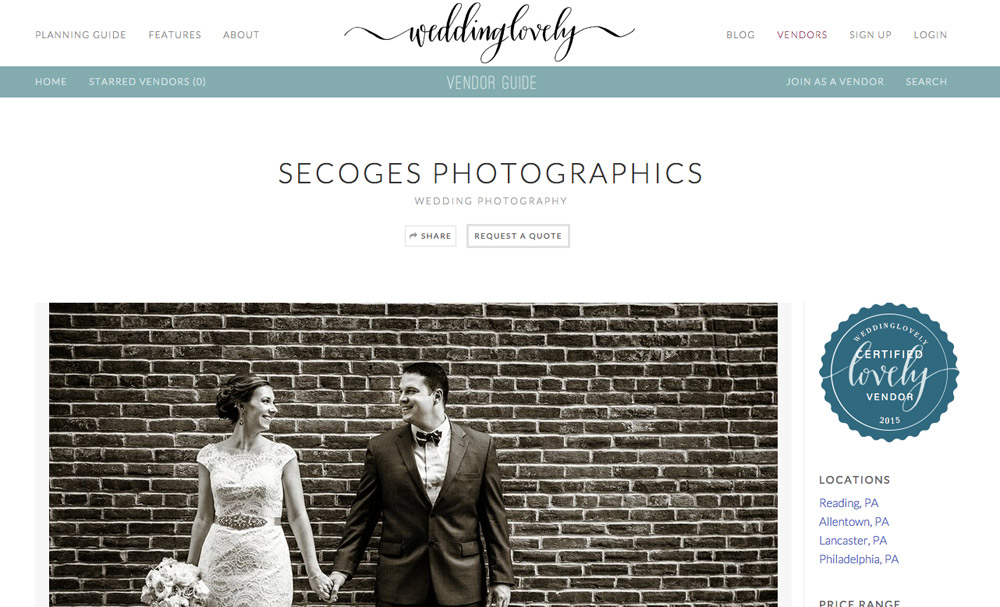 PLANNING GUIDE FEATURES ABOUT weddinglovely BLOG VENDORS SIGN UP LOGIN
HOME STARRED VENDORS (0) VENDOR GUIDE JOIN AS A VENDOR SEARCH
SECOGES PHOTOGRAPHICS
WEDDING PHOTOGRAPHY
SHARE REQUEST A QUOTE
WEDDINGLOVELY
CERTIFIED
lovely
VENDOR
2015
LOCATIONS
Reading, PA
Allentown, PA
Lancaster, PA
Philadelphia, PA
PRICE RANGE